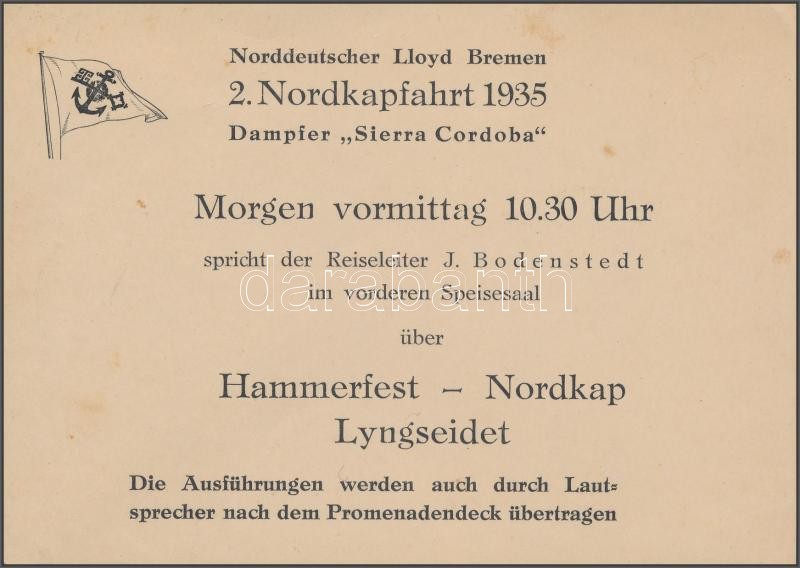 Norddeutscher Lloyd Bremen
2. Nordkapfahrt 1935
Dampfer „Sierra Cordoba“
Morgen vormittag 10.30 Uhr
spricht der Reiseleiter J. Bodenstedt
im vorderen Speisesaal
darabanth
über
Hammerfest – Nordkap
Lyngseidet
Die Ausführungen werden auch durch Laut-
sprecher nach dem Promenadendeck übertragen